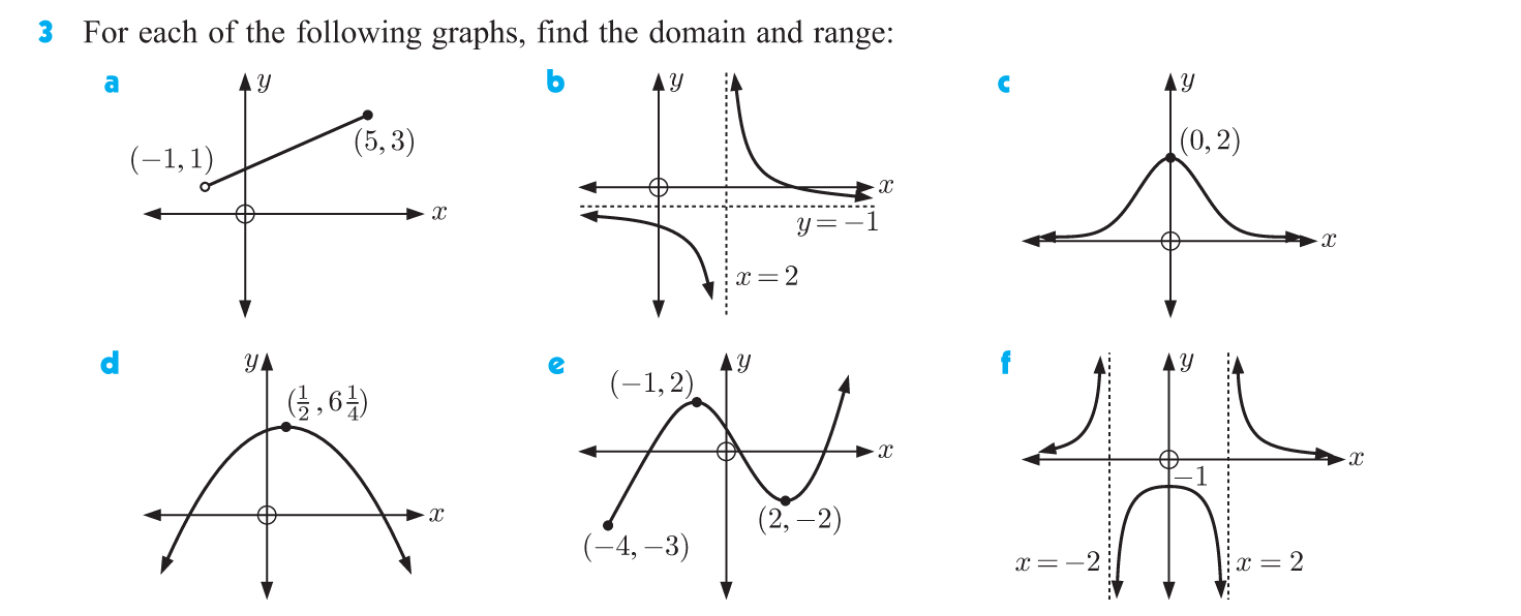 3 For each of the following graphs, find the domain and range:
a
y
(−1, 1)
(5, 3)
x
b
y
x
y = −1
x = 2
c
y
(0, 2)
x
d
y
(1/2, 6 1/4)
x
e
y
(−1, 2)
x
(2, −2)
(−4, −3)
f
y
x
−1
x = −2
x = 2